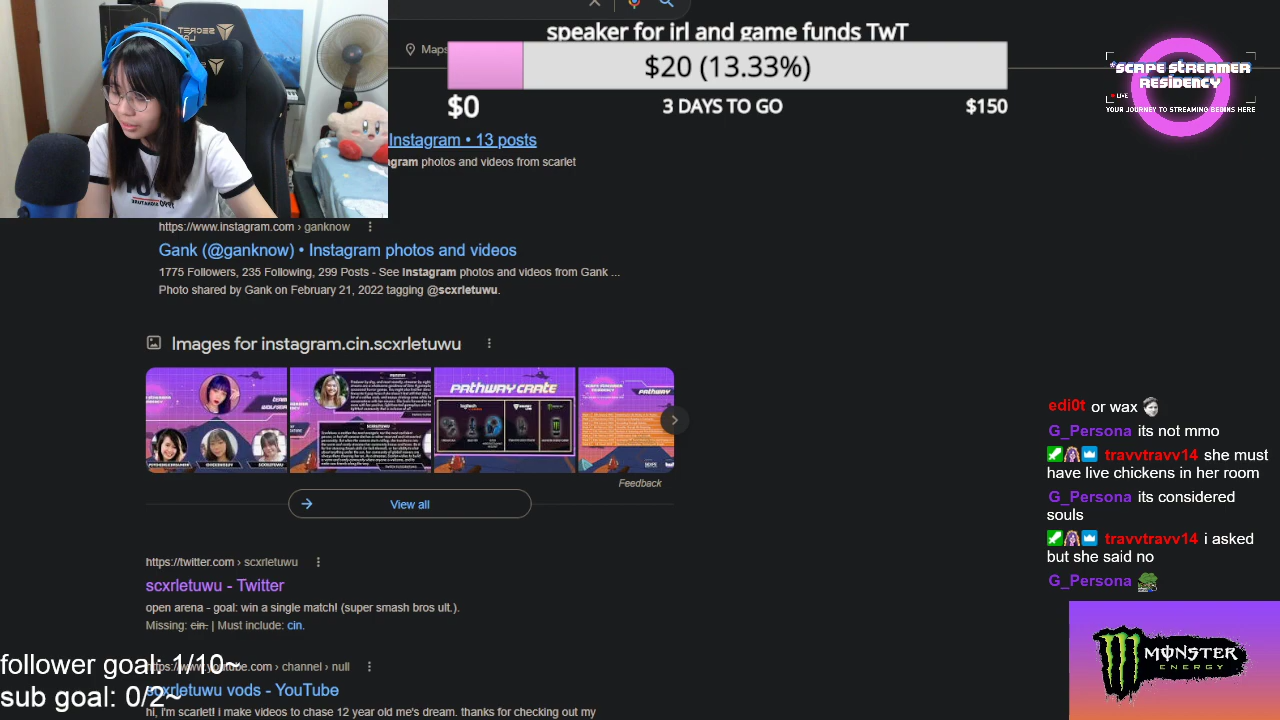 speaker for irl and game funds TwT
$20 (13.33%)
$0
3 DAYS TO GO
$150
Maps
Instagram • 13 posts
gram photos and videos from scarlet
*SCAPE STREAMER
RESIDENCY
LIVE
YOUR JOURNEY TO STREAMING BEGINS HERE
https://www.instagram.com › ganknow
Gank (@ganknow) • Instagram photos and videos
1775 Followers, 235 Following, 299 Posts - See Instagram photos and videos from Gank ...
Photo shared by Gank on February 21, 2022 tagging @scxrletuwu.
Images for instagram.cin.scxrletuwu
PATHWAY CRATE
SCXRLETUWU
PATHWAY
Feedback
View all
https://twitter.com › scxrletuwu
scxrletuwu - Twitter
open arena - goal: win a single match! (super smash bros ult.).
Missing: cin. | Must include: cin.
https://www.youtube.com › channel › null
scxrletuwu vods - YouTube
hi, i'm scarlet! i make videos to chase 12 year old me's dream. thanks for checking out my
follower goal: 1/10~
sub goal: 0/2~
edi0t or wax
G_Persona its not mmo
travvtravv14 she must
have live chickens in her room
G_Persona its considered
souls
travvtravv14 i asked
but she said no
G_Persona
MONSTER
ENERGY